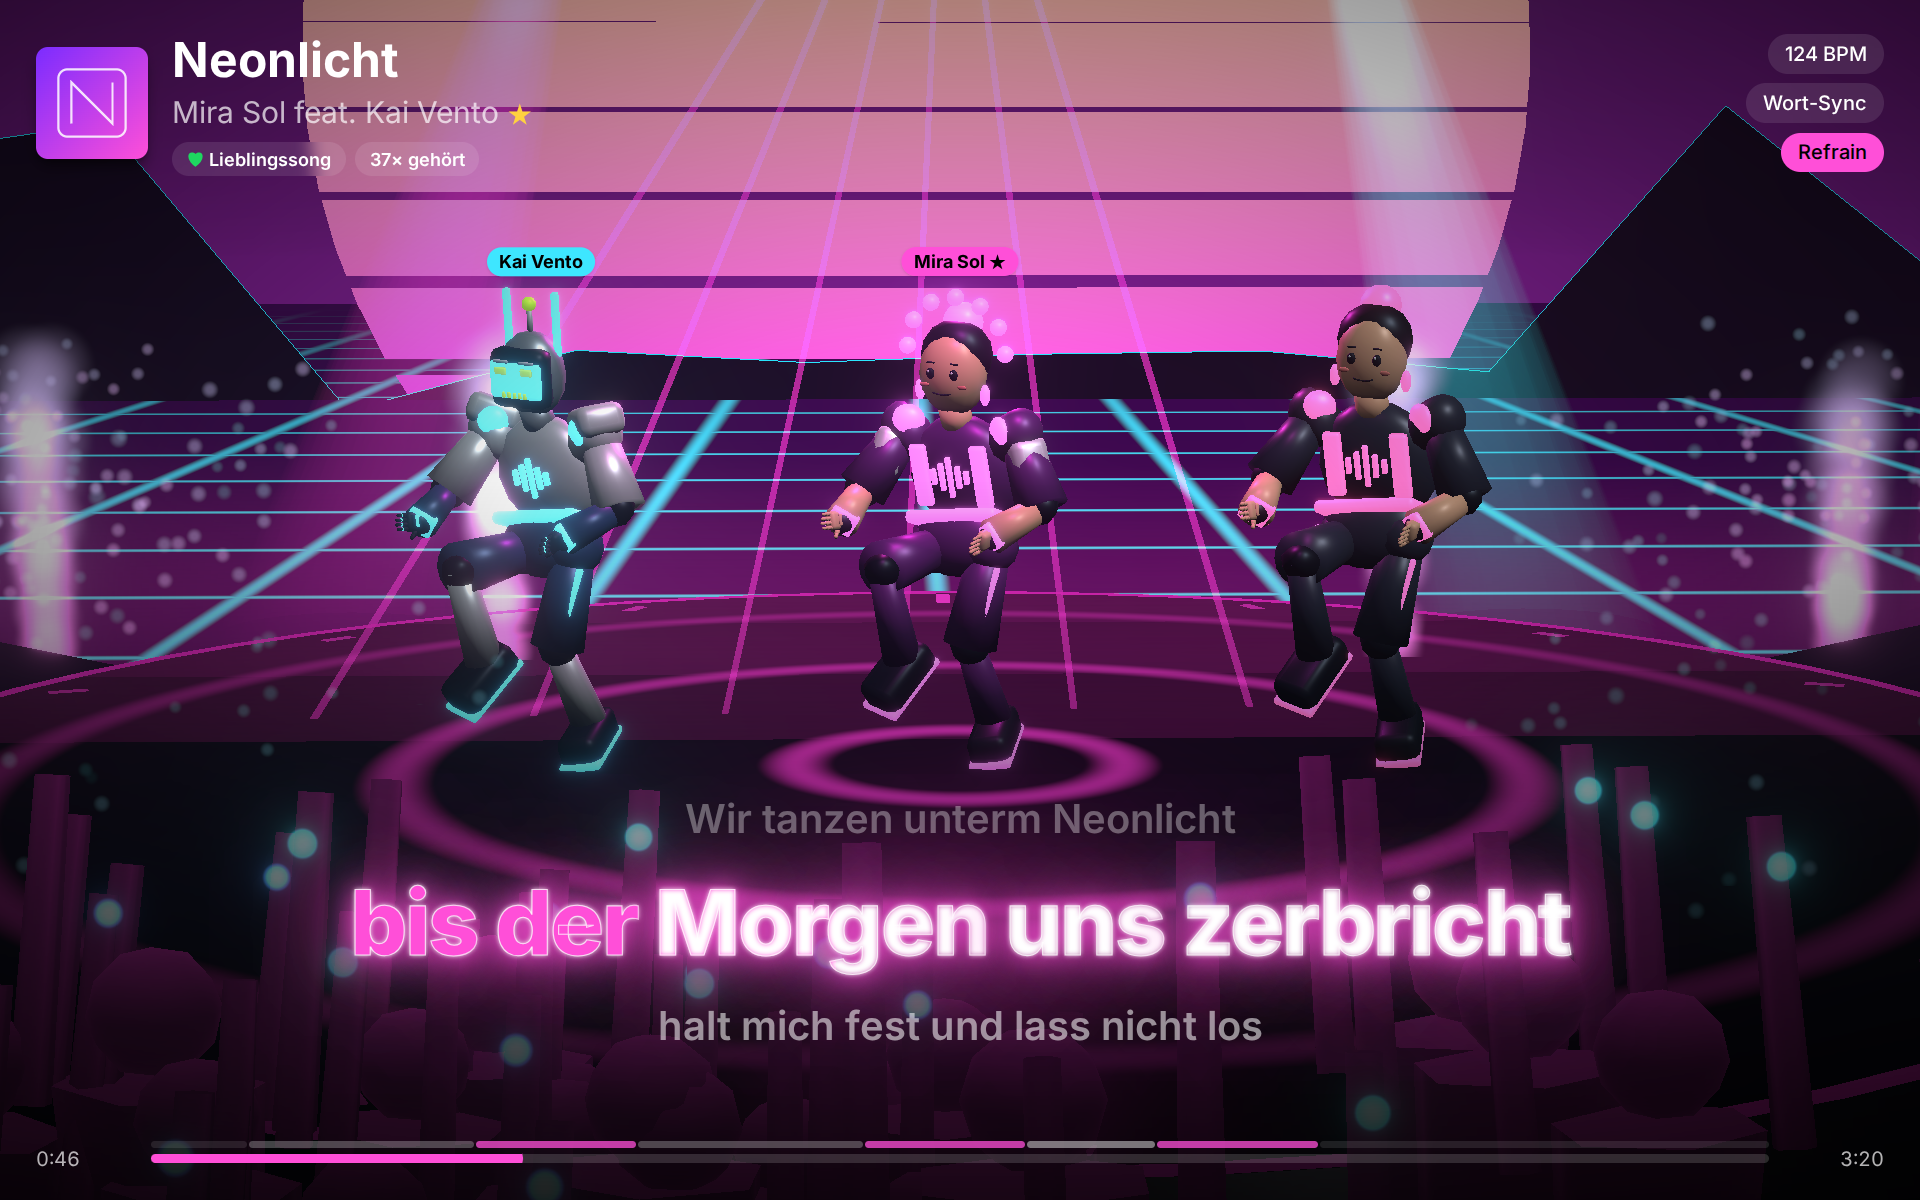 N
Neonlicht
Mira Sol feat. Kai Vento ★
Lieblingssong
37× gehört
124 BPM
Wort-Sync
Refrain
Kai Vento
Mira Sol ★
Wir tanzen unterm Neonlicht
bis der Morgen uns zerbricht
halt mich fest und lass nicht los
0:46
3:20